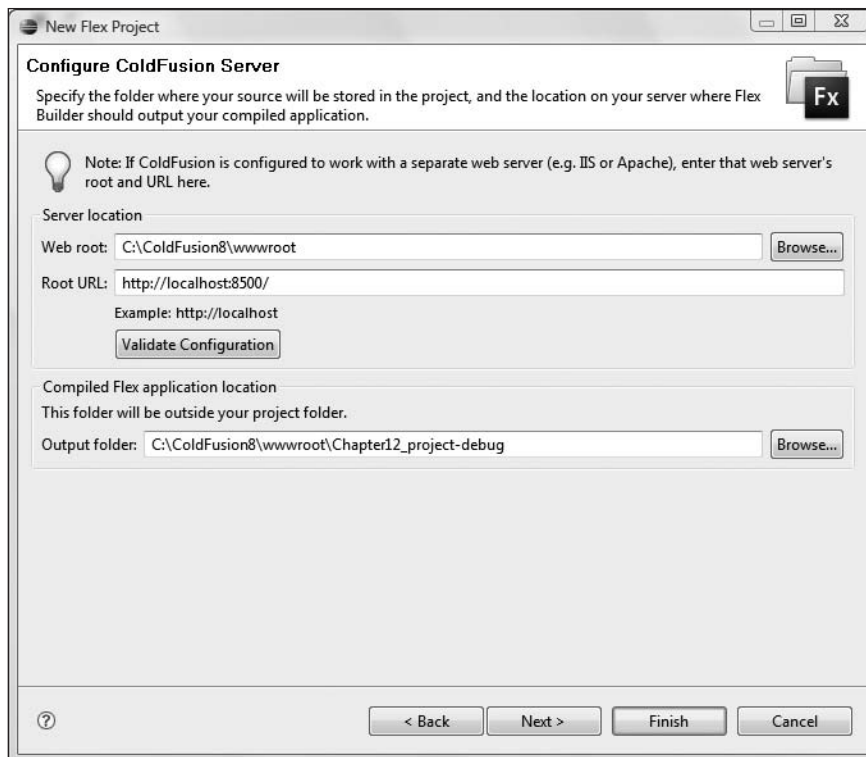 New Flex Project
Configure ColdFusion Server
Specify the folder where your source will be stored in the project, and the location on your server where Flex
Builder should output your compiled application.
Fx
Note: If ColdFusion is configured to work with a separate web server (e.g. IIS or Apache), enter that web server's
root and URL here.
Server location
Web root: C:\ColdFusion8\wwwroot Browse...
Root URL: http://localhost:8500/
Example: http://localhost
Validate Configuration
Compiled Flex application location
This folder will be outside your project folder.
Output folder: C:\ColdFusion8\wwwroot\Chapter12_project-debug Browse...
? < Back Next > Finish Cancel